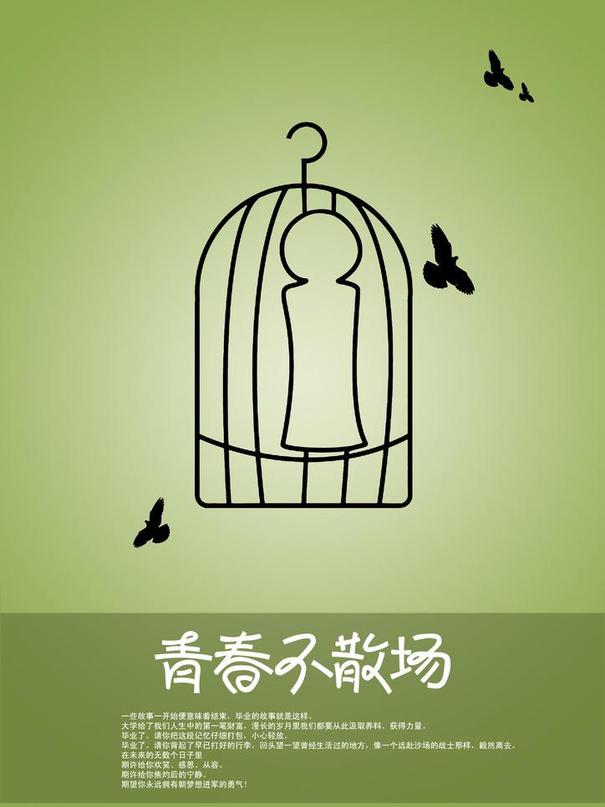 青春不散场
一些故事一开始便意味着结束，毕业的故事就是这样。
大学给了我们人生中的第一笔财富，漫长的岁月里我们都要从此汲取养料、获得力量。
毕业了，请你把这段记忆仔细打包，小心轻放。
毕业了，请你背起了早已打好的行李，回头望一望曾经生活过的地方，像一个远赴沙场的战士那样，毅然离去。
在未来的无数个日子里
期许给你欢笑、感恩、从容。
期许给你焦灼后的宁静。
期望你永远拥有朝梦想进军的勇气！